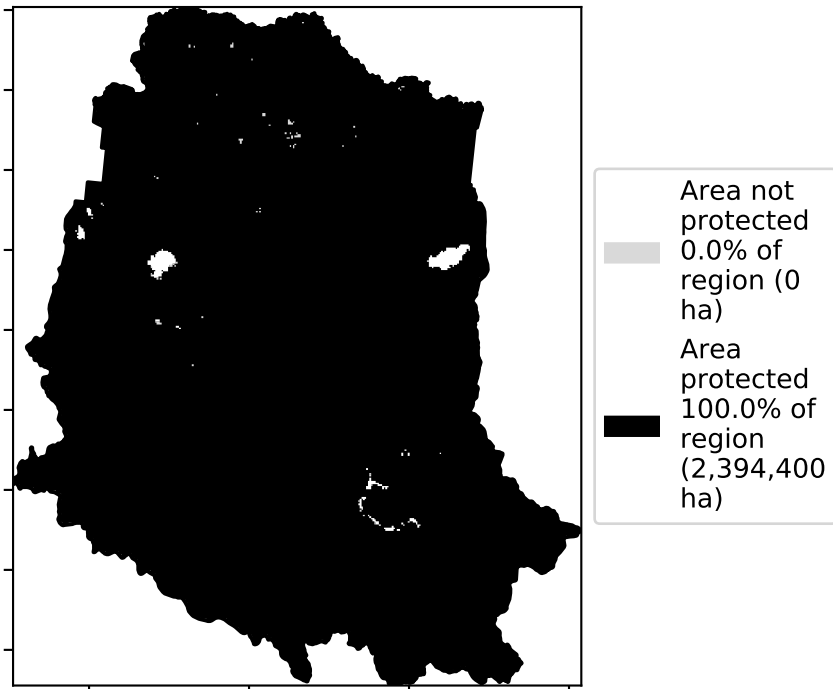 Area not
protected
0.0% of
region (0
ha)
Area
protected
100.0% of
region
(2,394,400
ha)